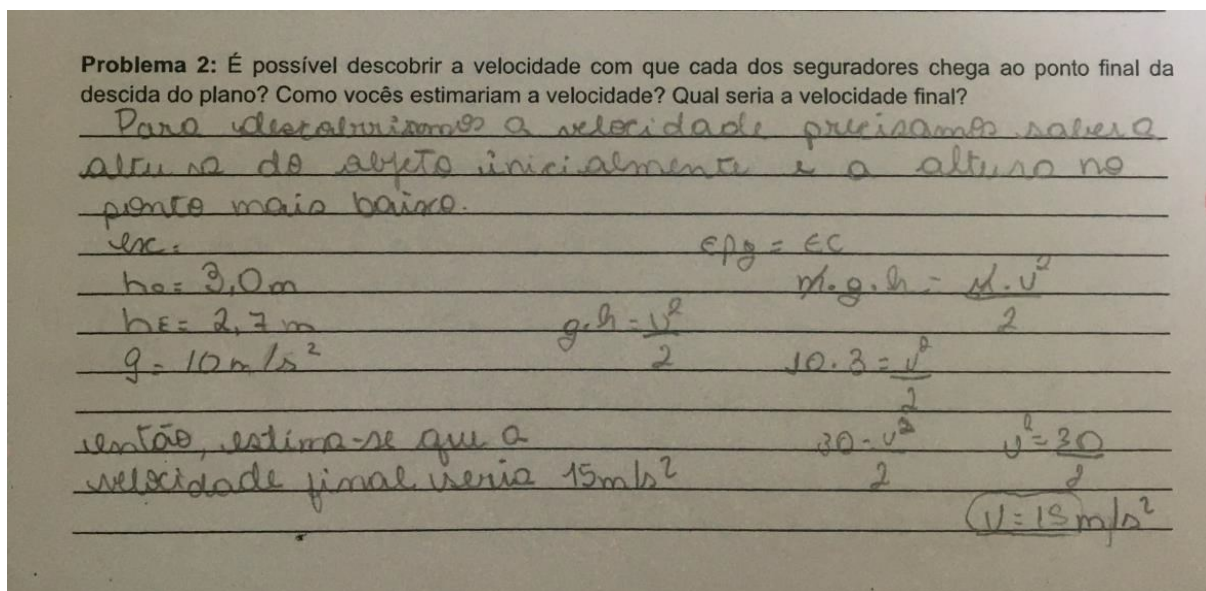 Problema 2: É possível descobrir a velocidade com que cada dos seguradores chega ao ponto final da
descida do plano? Como vocês estimariam a velocidade? Qual seria a velocidade final?
Para descobrirmos a velocidade precisamos saber a
altura do objeto inicialmente e a altura no
ponto mais baixo.
ex: Epg = EC
h0 = 3,0m m.g.h = M.v²/2
hE = 2,7 m g.h = v²/2
g = 10 m/s² 10.3 = v²/2
então, estima-se que a 30 = v²/2 v² = 30/2
velocidade final seria 15m/s²
V = 15 m/s²